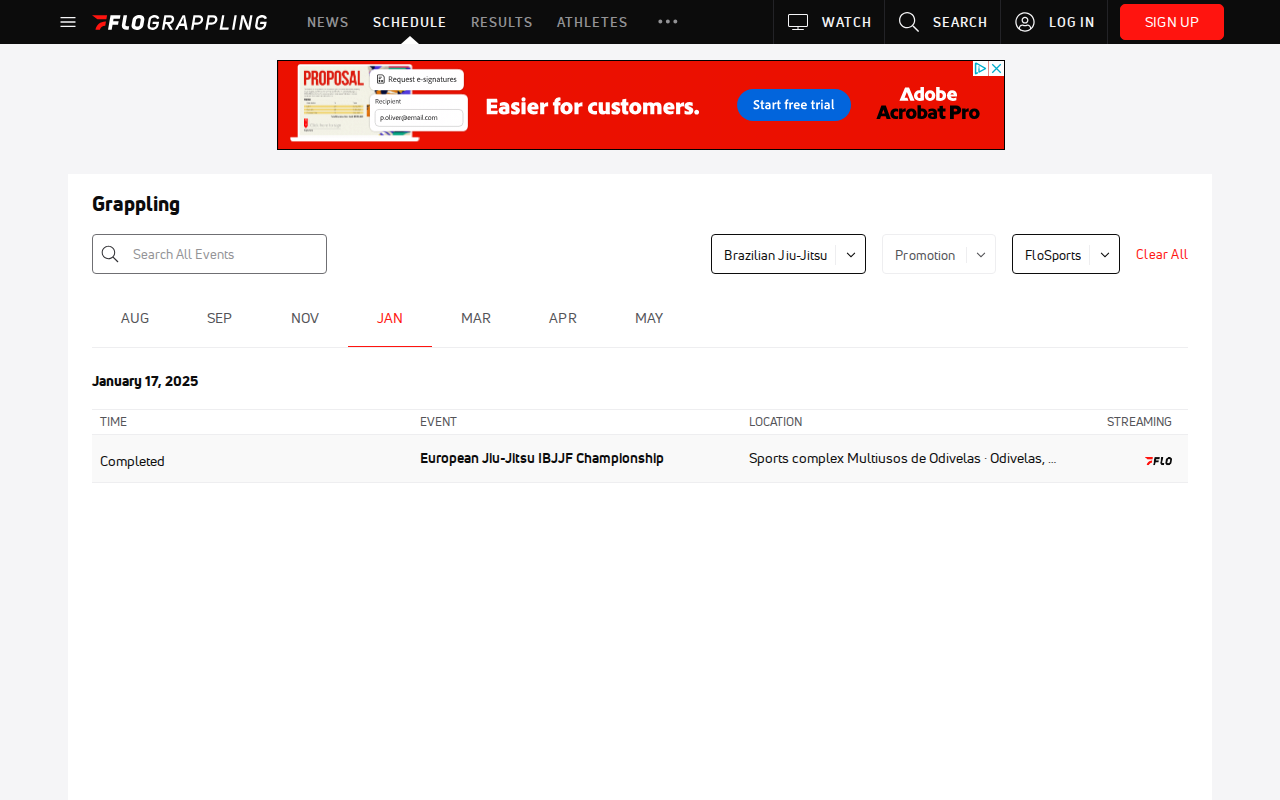 FLOGRAPPLING
NEWS
SCHEDULE
RESULTS
ATHLETES
WATCH
SEARCH
LOG IN
SIGN UP
PROPOSAL
Request e-signatures
Recipient
p.oliver@email.com
Easier for customers.
Start free trial
Adobe
Acrobat Pro
Grappling
Search All Events
Brazilian Jiu-Jitsu
Promotion
FloSports
Clear All
AUG
SEP
NOV
JAN
MAR
APR
MAY
January 17, 2025
TIME
EVENT
LOCATION
STREAMING
Completed
European Jiu-Jitsu IBJJF Championship
Sports complex Multiusos de Odivelas · Odivelas, ...
FLO